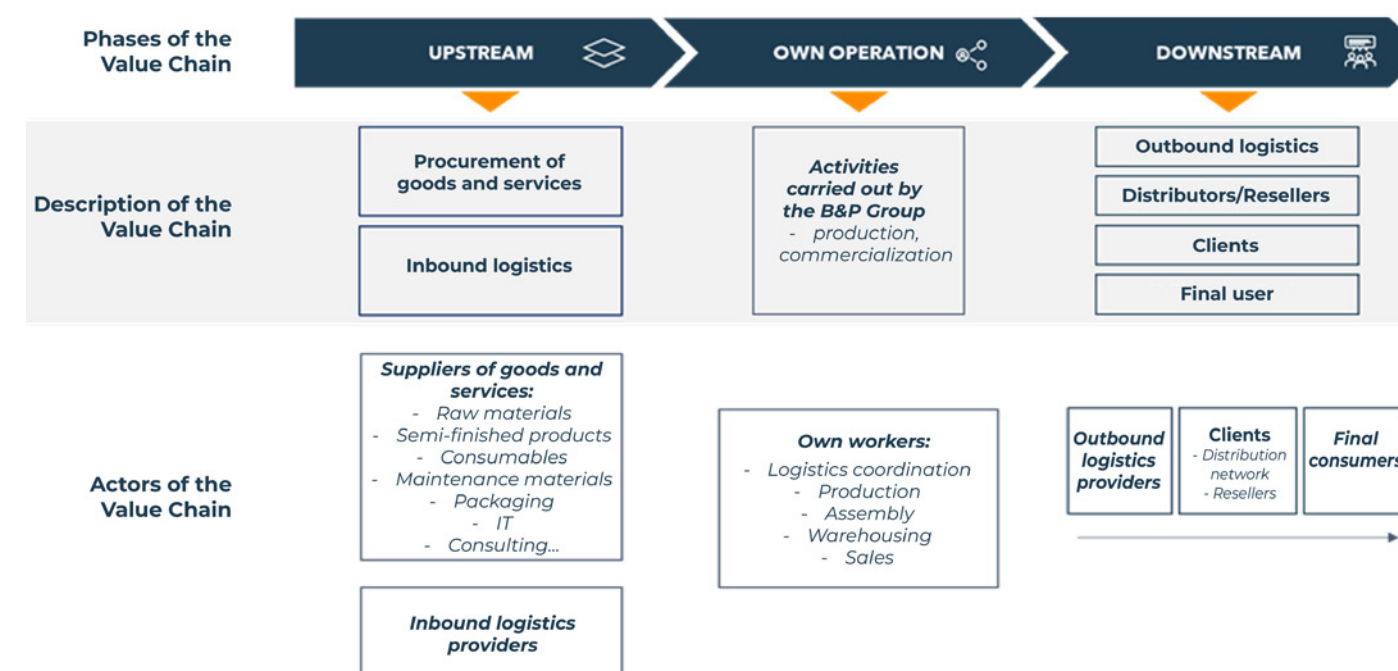 Phases of the
Value Chain
UPSTREAM
OWN OPERATION
DOWNSTREAM
Description of the
Value Chain
Procurement of
goods and services
Inbound logistics
Activities
carried out by
the B&P Group
- production,
commercialization
Outbound logistics
Distributors/Resellers
Clients
Final user
Actors of the
Value Chain
Suppliers of goods and
services:
- Raw materials
- Semi-finished products
- Consumables
- Maintenance materials
- Packaging
- IT
- Consulting...
Inbound logistics
providers
Own workers:
- Logistics coordination
- Production
- Assembly
- Warehousing
- Sales
Outbound
logistics
providers
Clients
- Distribution
network
- Resellers
Final
consumers